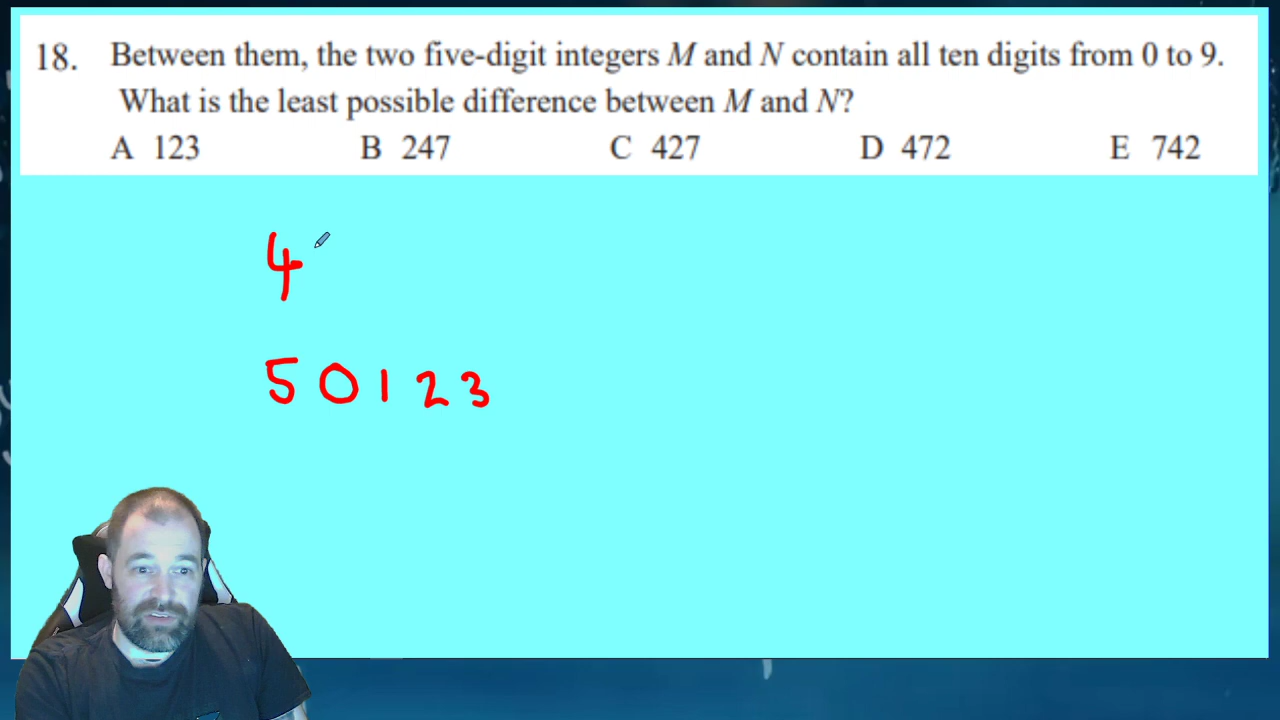 18. Between them, the two five-digit integers M and N contain all ten digits from 0 to 9.
What is the least possible difference between M and N?
A 123 B 247 C 427 D 472 E 742
4
5 0 1 2 3